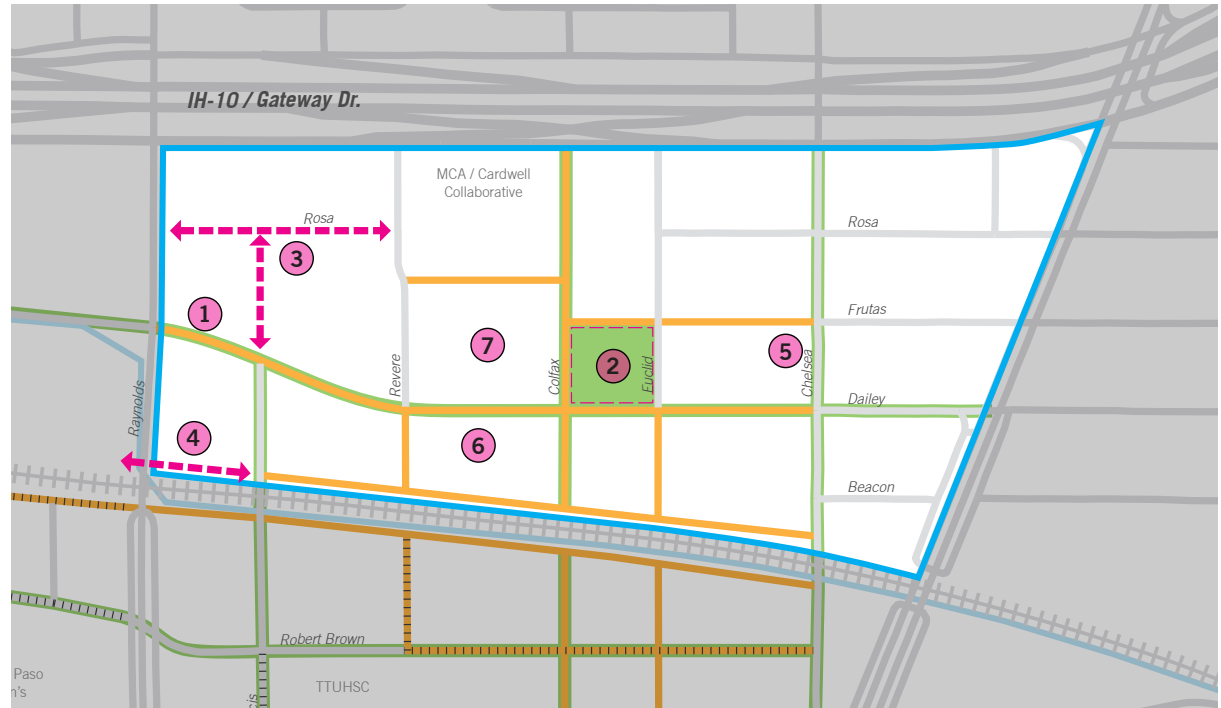 IH-10 / Gateway Dr.
MCA / Cardwell
Collaborative
Rosa
Rosa
3
1
Frutas
7
5
2
Revere
Colfax
Euclid
Chelsea
Raynolds
Dailey
4
6
Beacon
Robert Brown
Paso
n's
TTUHSC
cis